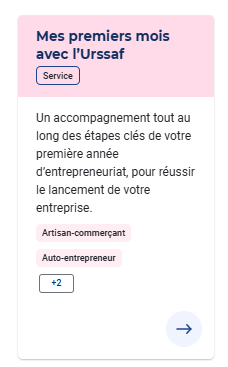 Mes premiers mois
avec l’Urssaf
Service
Un accompagnement tout au
long des étapes clés de votre
première année
d’entrepreneuriat, pour réussir
le lancement de votre
entreprise.
Artisan-commerçant
Auto-entrepreneur
+2